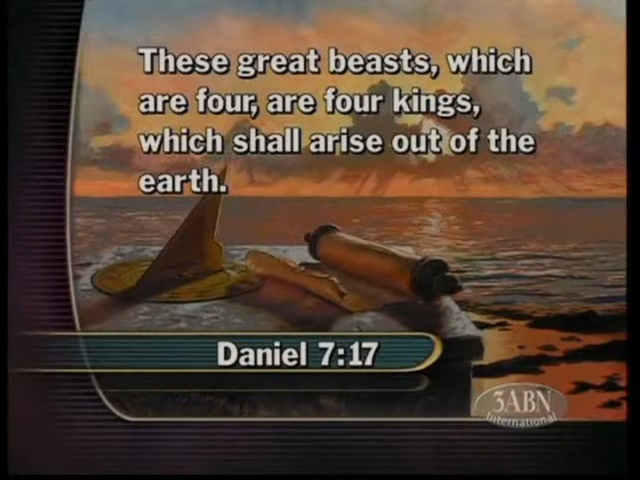 These great beasts, which
are four, are four kings,
which shall arise out of the
earth.
Daniel 7:17
3ABN
International